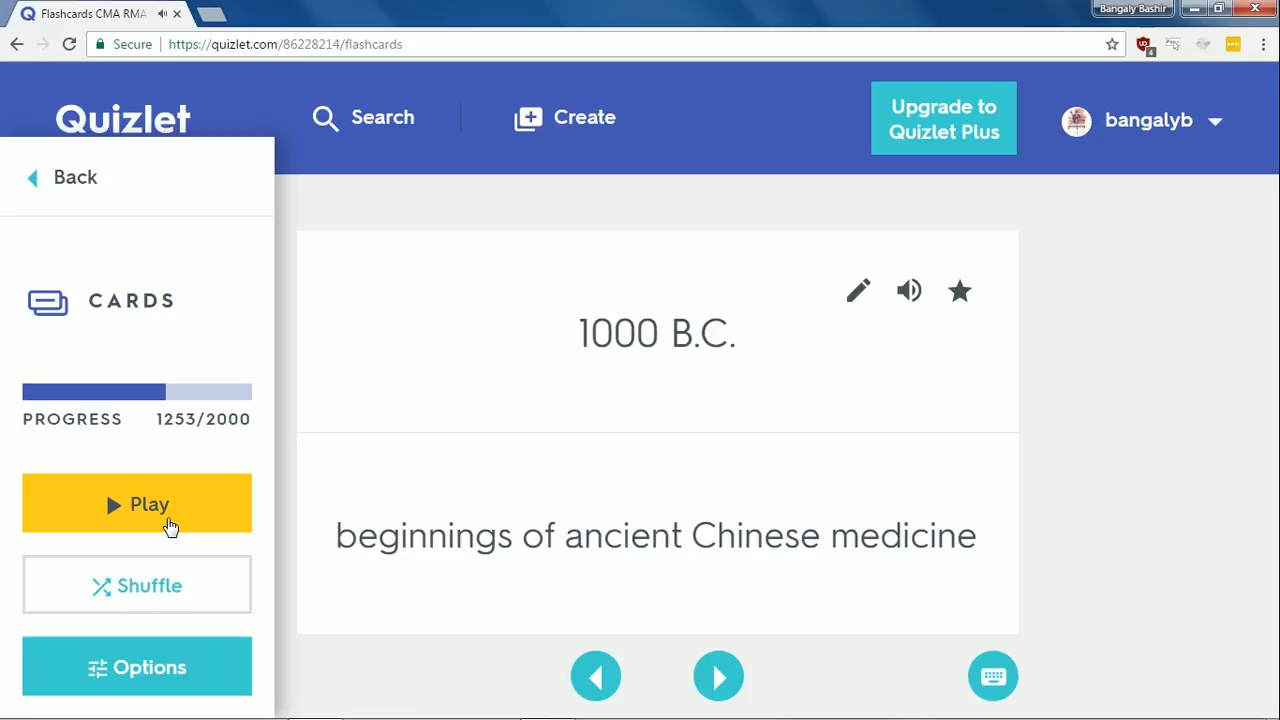 Flashcards CMA RMA
Bangaly Bashir
Secure
https://quizlet.com/86228214/flashcards
4
Quizlet
Search
Create
Upgrade to
Quizlet Plus
bangalyb
Back
CARDS
PROGRESS 1253/2000
Play
Shuffle
Options
1000 B.C.
beginnings of ancient Chinese medicine